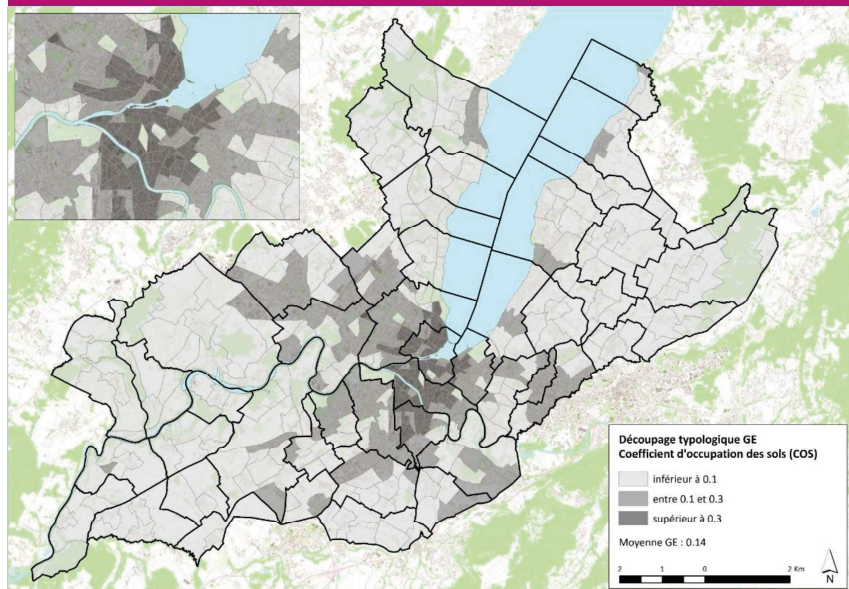 Découpage typologique GE
Coefficient d'occupation des sols (COS)
inférieur à 0.1
entre 0.1 et 0.3
supérieur à 0.3
Moyenne GE : 0.14
2 1 0 2 Km
N